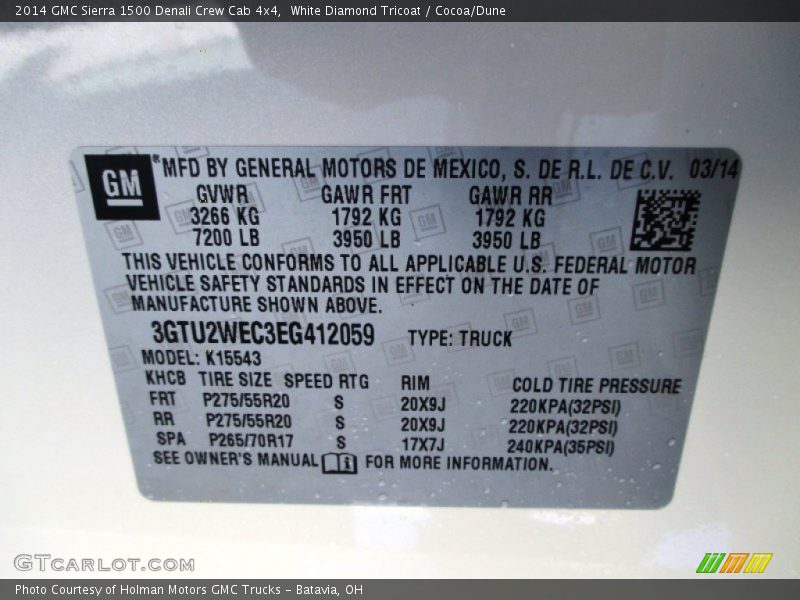 2014 GMC Sierra 1500 Denali Crew Cab 4x4,  White Diamond Tricoat / Cocoa/Dune
GM ® MFD BY GENERAL MOTORS DE MEXICO, S. DE R.L. DE C.V. 03/14
GVWR GAWR FRT GAWR RR
3266 KG 1792 KG 1792 KG
7200 LB 3950 LB 3950 LB
THIS VEHICLE CONFORMS TO ALL APPLICABLE U.S. FEDERAL MOTOR
VEHICLE SAFETY STANDARDS IN EFFECT ON THE DATE OF
MANUFACTURE SHOWN ABOVE.
3GTU2WEC3EG412059 TYPE: TRUCK
MODEL: K15543
KHCB TIRE SIZE SPEED RTG RIM COLD TIRE PRESSURE
FRT P275/55R20 S 20X9J 220KPA(32PSI)
RR P275/55R20 S 20X9J 220KPA(32PSI)
SPA P265/70R17 S 17X7J 240KPA(35PSI)
SEE OWNER'S MANUAL FOR MORE INFORMATION.
GTCARLOT.COM
Photo Courtesy of Holman Motors GMC Trucks - Batavia, OH